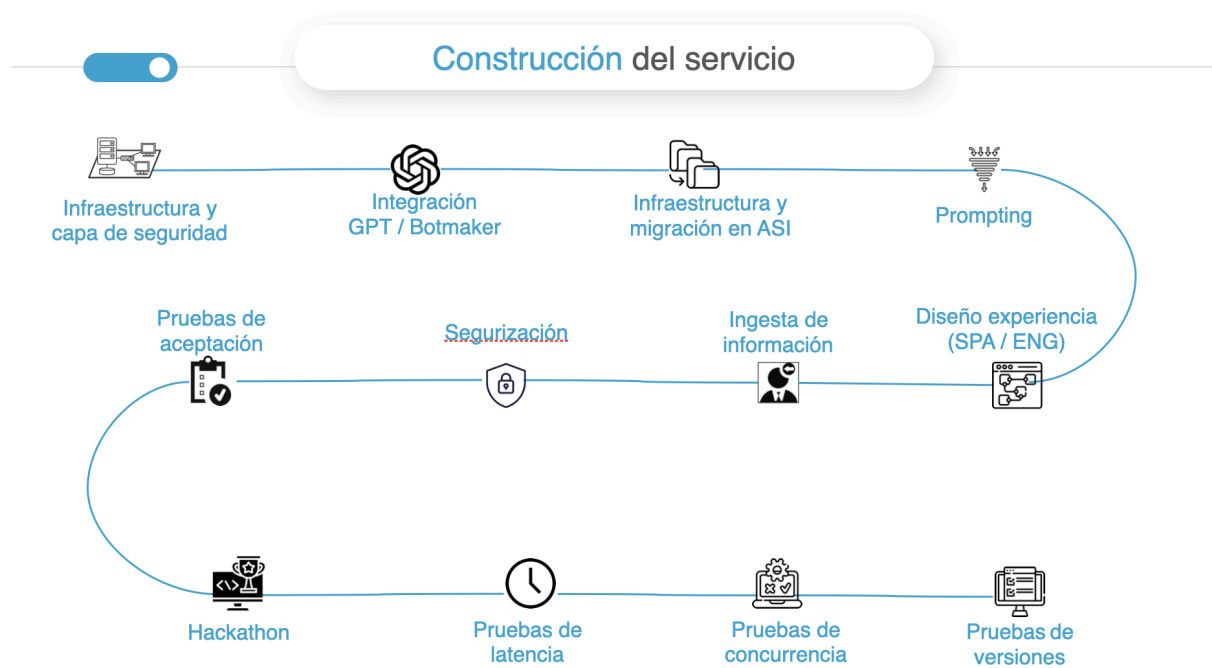 Construcción del servicio
Infraestructura y
capa de seguridad
Integración
GPT / Botmaker
Infraestructura y
migración en ASI
Prompting
Diseño experiencia
(SPA / ENG)
Ingesta de
información
Segurización
Pruebas de
aceptación
Hackathon
Pruebas de
latencia
Pruebas de
concurrencia
Pruebas de
versiones